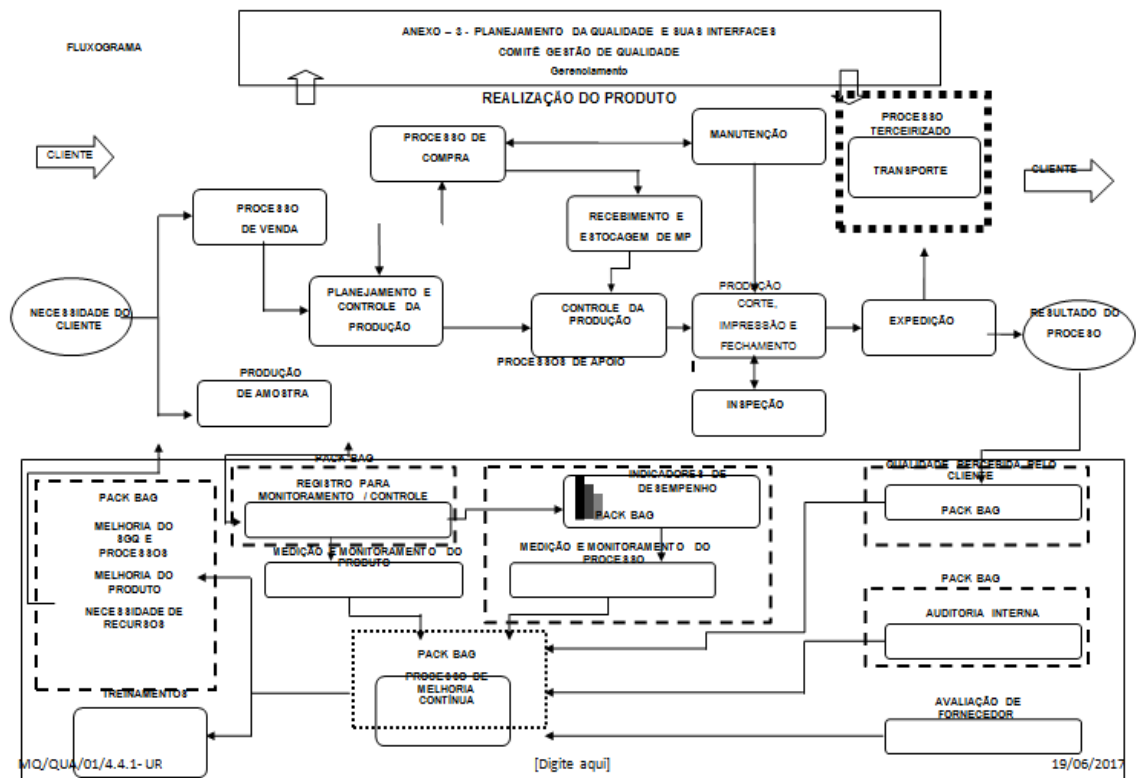 ANEXO – 3 - PLANEJAMENTO DA QUALIDADE E SUAS INTERFACES
FLUXOGRAMA
COMITÊ GESTÃO DE QUALIDADE
Gerenciamento
REALIZAÇÃO DO PRODUTO
PROCESSO
TERCEIRIZADO
TRANSPORTE
CLIENTE
PROCESSO DE
COMPRA
MANUTENÇÃO
CLIENTE
PROCESSO
DE VENDA
RECEBIMENTO E
ESTOCAGEM DE MP
NECESSIDADE DO
CLIENTE
PLANEJAMENTO E
CONTROLE DA
PRODUÇÃO
CONTROLE DA
PRODUÇÃO
PRODUÇÃO
CORTE,
IMPRESSÃO E
FECHAMENTO
EXPEDIÇÃO
RESULTADO DO
PROCESO
PROCESSOS DE APOIO
PRODUÇÃO
DE AMOSTRA
INSPEÇÃO
PACK BAG
MELHORIA DO
SGQ E
PROCESSOS
MELHORIA DO
PRODUTO
NECESSIDADE DE
RECURSOS
PACK BAG
REGISTRO PARA
MONITORAMENTO / CONTROLE
MEDIÇÃO E MONITORAMENTO DO
PRODUTO
INDICADORES DE
DESEMPENHO
PACK BAG
MEDIÇÃO E MONITORAMENTO DO
PROCESSO
QUALIDADE PERCEBIDA PELO
CLIENTE
PACK BAG
PACK BAG
AUDITORIA INTERNA
PACK BAG
PROCESSO DE
MELHORIA
CONTÍNUA
TREINAMENTOS
AVALIAÇÃO DE
FORNECEDOR
MQ/QUA/01/4.4.1- UR
[Digite aqui]
19/06/2017